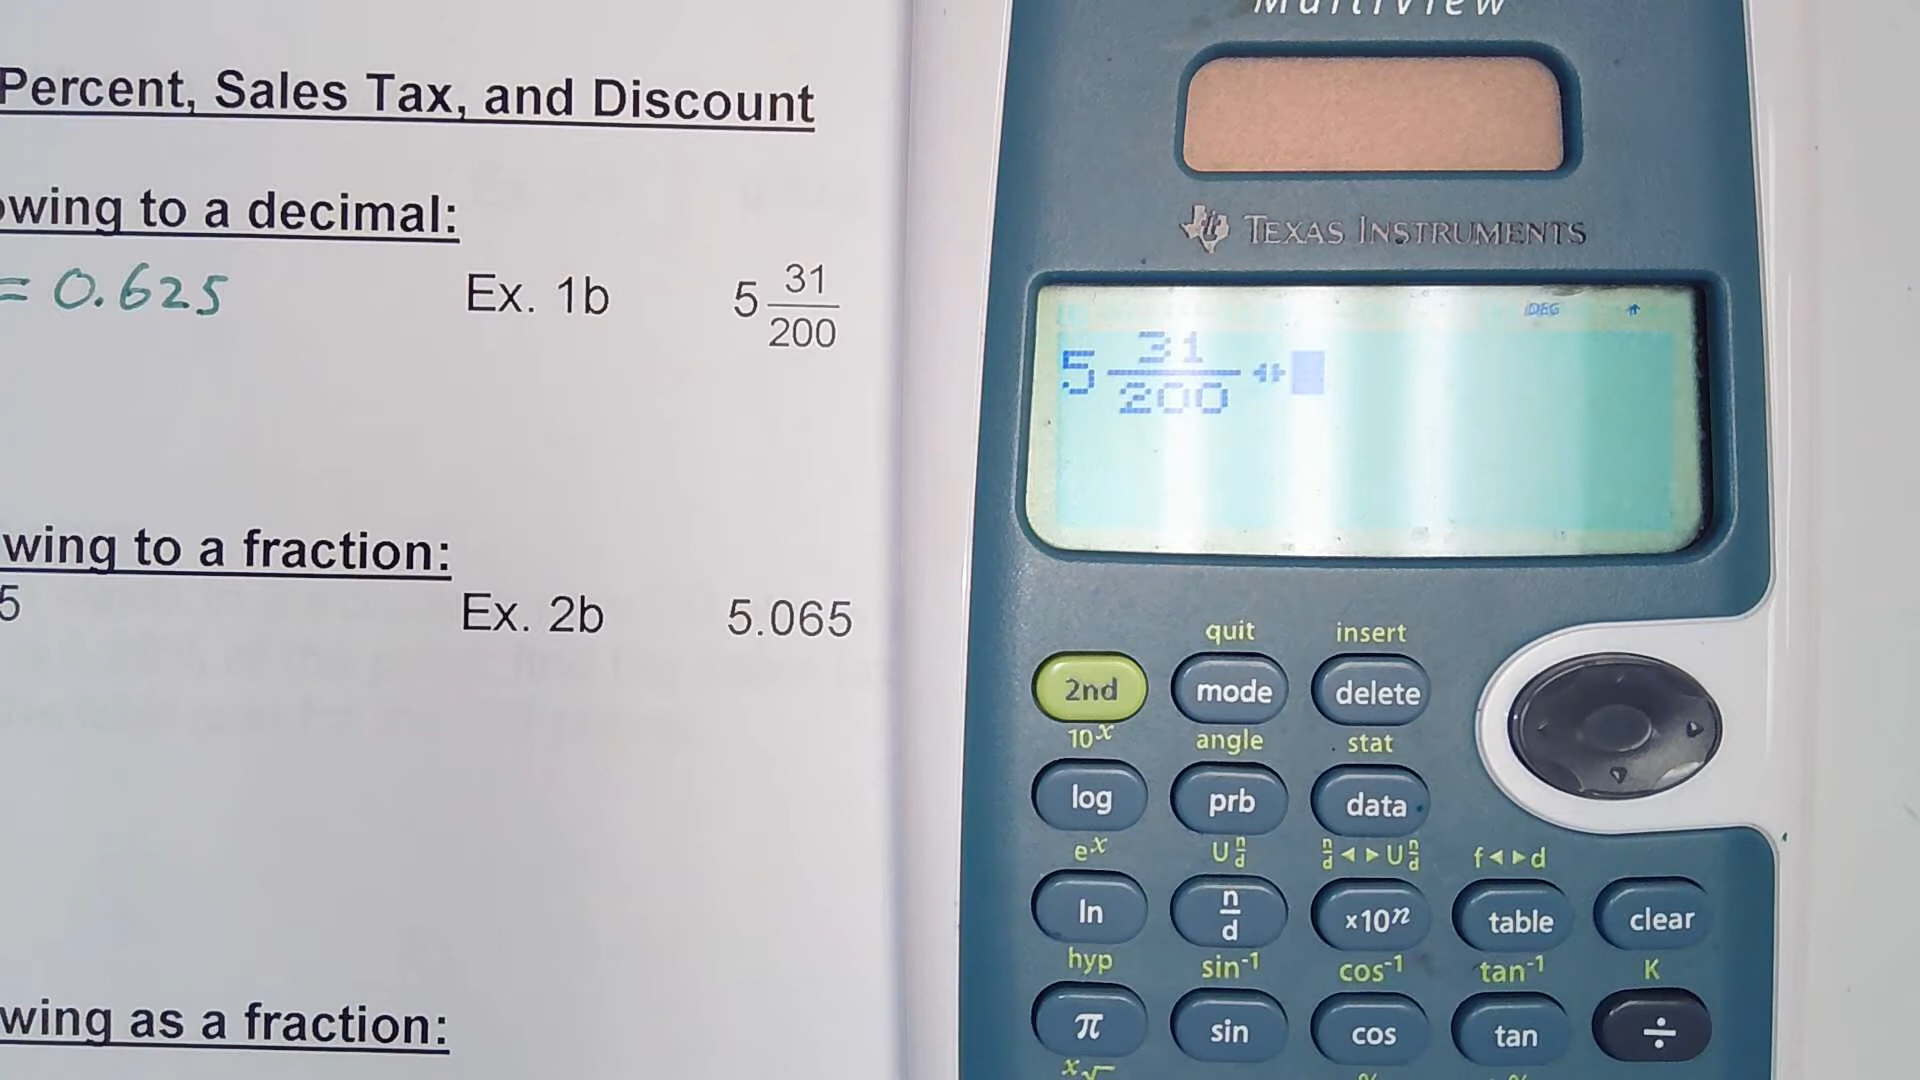 Percent, Sales Tax, and Discount
owing to a decimal:
= 0.625
Ex. 1b
5 31/200
wing to a fraction:
5
Ex. 2b
5.065
wing as a fraction:
MultiView
TEXAS INSTRUMENTS
DEG
5 31/200 ◄►
quit insert
2nd mode delete
10ˣ angle stat
log prb data
eˣ U n/d n/d◄►U n/d f◄►d
ln n/d x10ⁿ table clear
hyp sin⁻¹ cos⁻¹ tan⁻¹ K
π sin cos tan ÷
x√